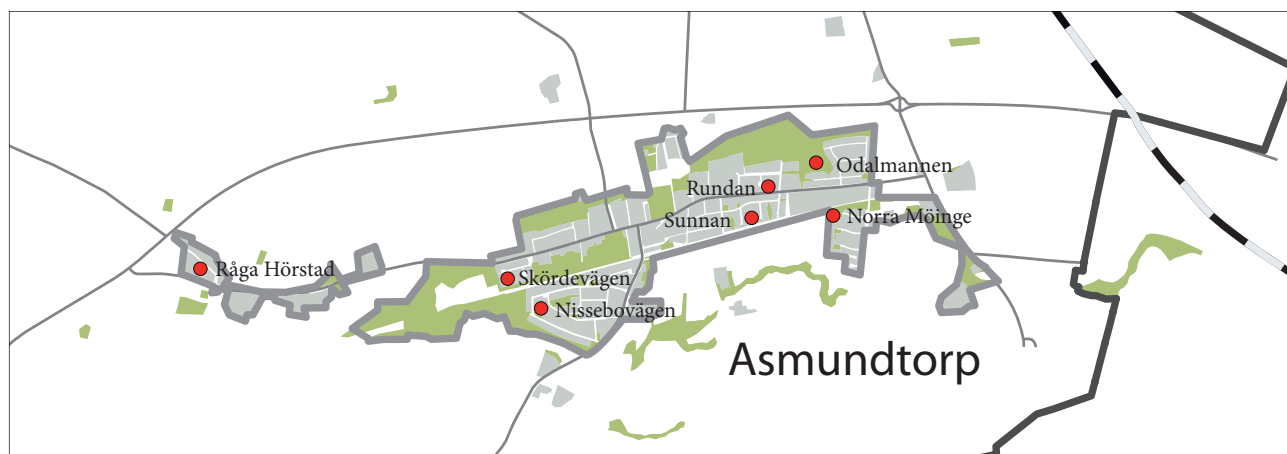 Odalmannen
Rundan
Sunnan
Norra Möinge
Råga Hörstad
Skördevägen
Nissebovägen
Asmundtorp